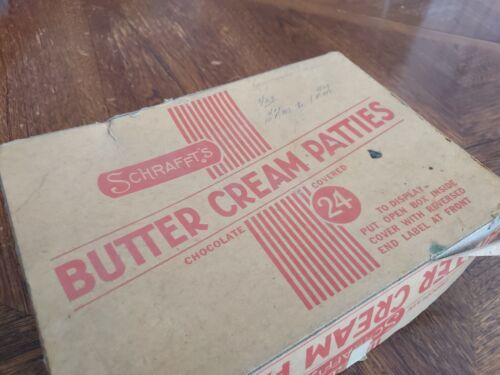 SCHRAFFT'S
BUTTER CREAM PATTIES
CHOCOLATE COVERED
24
TO DISPLAY-
PUT OPEN BOX INSIDE
COVER WITH REVERSED
END LABEL AT FRONT
CREAM